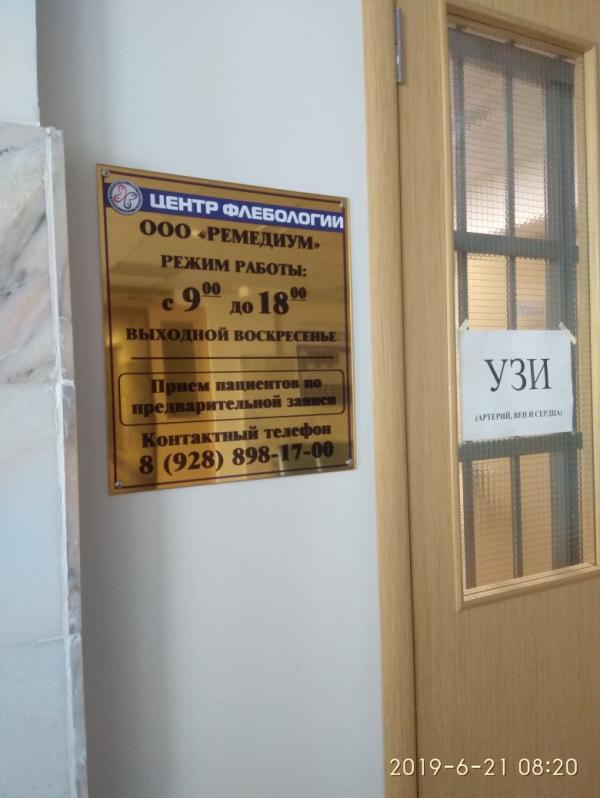 ЦЕНТР ФЛЕБОЛОГИИ
ООО «РЕМЕДИУМ»
РЕЖИМ РАБОТЫ:
с 9⁰⁰ до 18⁰⁰
ВЫХОДНОЙ ВОСКРЕСЕНЬЕ
Прием пациентов по
предварительной записи
Контактный телефон
8 (928) 898-17-00
УЗИ
(АРТЕРИЙ, ВЕН И СЕРДЦА)
2019-6-21 08:20